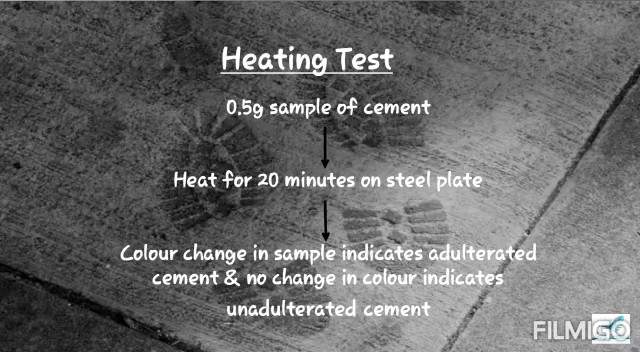 Heating Test
0.5g sample of cement
Heat for 20 minutes on steel plate
Colour change in sample indicates adulterated
cement & no change in colour indicates
unadulterated cement
FILMIGO